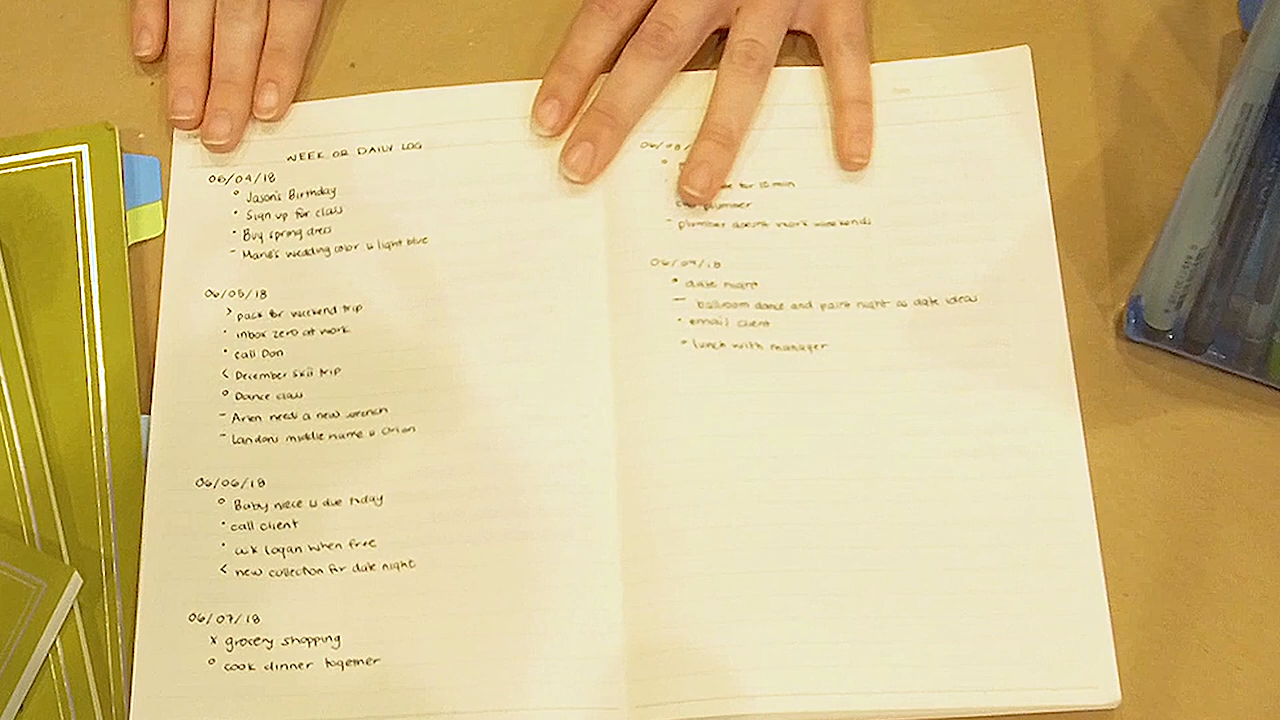 WEEK OR DAILY LOG
06/04/18
° Jason's Birthday
• Sign up for class
• Buy spring dress
- Marie's wedding color is light blue
06/05/18
> pack for weekend trip
• inbox zero at work
• call Don
< December skii trip
° Dance class
- Arien needs a new wrench
- Landon's middle name is Orion
06/06/18
° Baby niece is due today
• call client
• ask logan when free
< new collection for date night
06/07/18
x grocery shopping
° cook dinner together
06/08/
for 10 min
plumber
- plumber doesn't work weekends
06/09/18
° date night
- ballroom dance and paint night as date ideas
• email client
° lunch with manager